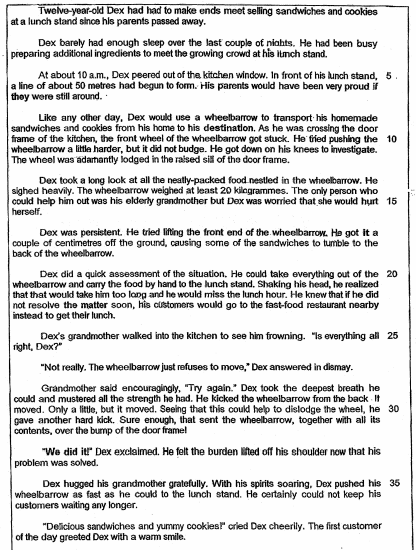 Twelve-year-old Dex had had to make ends meet selling sandwiches and cookies
at a lunch stand since his parents passed away.
Dex barely had enough sleep over the last couple of nights. He had been busy
preparing additional ingredients to meet the growing crowd at his lunch stand.
At about 10 a.m., Dex peered out of the kitchen window. In front of his lunch stand, 5
a line of about 50 metres had begun to form. His parents would have been very proud if
they were still around.
Like any other day, Dex would use a wheelbarrow to transport his homemade
sandwiches and cookies from his home to his destination. As he was crossing the door
frame of the kitchen, the front wheel of the wheelbarrow got stuck. He tried pushing the 10
wheelbarrow a little harder, but it did not budge. He got down on his knees to investigate.
The wheel was adamantly lodged in the raised sill of the door frame.
Dex took a long look at all the neatly-packed food nestled in the wheelbarrow. He
sighed heavily. The wheelbarrow weighed at least 20 kilogrammes. The only person who
could help him out was his elderly grandmother but Dex was worried that she would hurt 15
herself.
Dex was persistent. He tried lifting the front end of the wheelbarrow. He got it a
couple of centimetres off the ground, causing some of the sandwiches to tumble to the
back of the wheelbarrow.
Dex did a quick assessment of the situation. He could take everything out of the 20
wheelbarrow and carry the food by hand to the lunch stand. Shaking his head, he realized
that that would take him too long and he would miss the lunch hour. He knew that if he did
not resolve the matter soon, his customers would go to the fast-food restaurant nearby
instead to get their lunch.
Dex's grandmother walked into the kitchen to see him frowning. "Is everything all 25
right, Dex?"
"Not really. The wheelbarrow just refuses to move," Dex answered in dismay.
Grandmother said encouragingly, "Try again." Dex took the deepest breath he
could and mustered all the strength he had. He kicked the wheelbarrow from the back. It
moved. Only a little, but it moved. Seeing that this could help to dislodge the wheel, he 30
gave another hard kick. Sure enough, that sent the wheelbarrow, together with all its
contents, over the bump of the door frame!
"We did it!" Dex exclaimed. He felt the burden lifted off his shoulder now that his
problem was solved.
Dex hugged his grandmother gratefully. With his spirits soaring, Dex pushed his 35
wheelbarrow as fast as he could to the lunch stand. He certainly could not keep his
customers waiting any longer.
"Delicious sandwiches and yummy cookies!" cried Dex cheerily. The first customer
of the day greeted Dex with a warm smile.